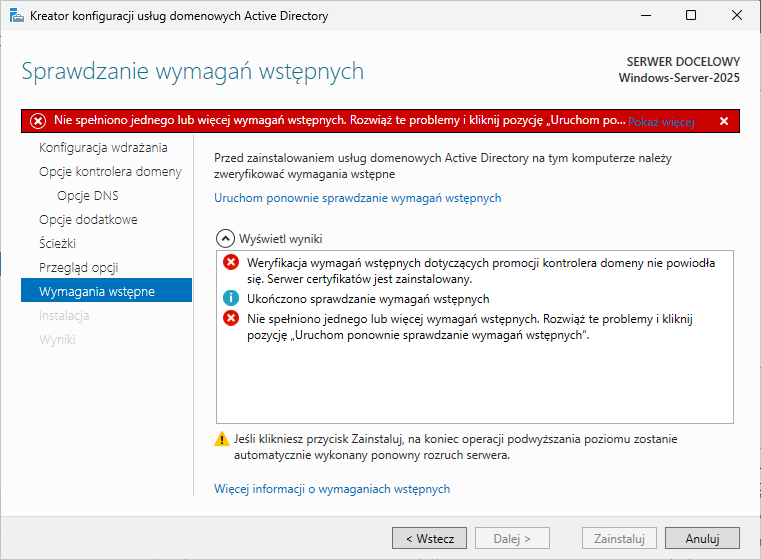 Kreator konfiguracji usług domenowych Active Directory
Sprawdzanie wymagań wstępnych
SERWER DOCELOWY
Windows-Server-2025
Nie spełniono jednego lub więcej wymagań wstępnych. Rozwiąż te problemy i kliknij pozycję „Uruchom po... Pokaż więcej
Konfiguracja wdrażania
Opcje kontrolera domeny
Opcje DNS
Opcje dodatkowe
Ścieżki
Przegląd opcji
Wymagania wstępne
Instalacja
Wyniki
Przed zainstalowaniem usług domenowych Active Directory na tym komputerze należy
zweryfikować wymagania wstępne
Uruchom ponownie sprawdzanie wymagań wstępnych
Wyświetl wyniki
Weryfikacja wymagań wstępnych dotyczących promocji kontrolera domeny nie powiodła
się. Serwer certyfikatów jest zainstalowany.
Ukończono sprawdzanie wymagań wstępnych
Nie spełniono jednego lub więcej wymagań wstępnych. Rozwiąż te problemy i kliknij
pozycję „Uruchom ponownie sprawdzanie wymagań wstępnych”.
Jeśli klikniesz przycisk Zainstaluj, na koniec operacji podwyższania poziomu zostanie
automatycznie wykonany ponowny rozruch serwera.
Więcej informacji o wymaganiach wstępnych
< Wstecz
Dalej >
Zainstaluj
Anuluj